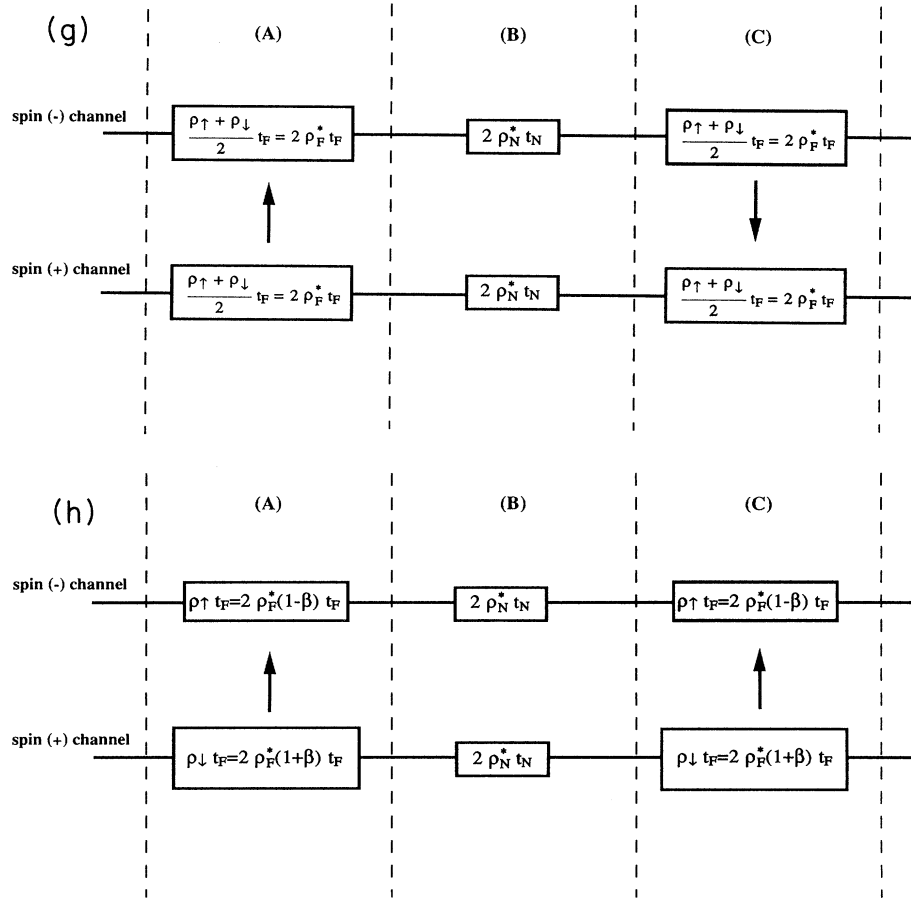 (g)
(A) (B) (C)
spin (-) channel
ρ↑ + ρ↓ / 2 t_F = 2 ρ*_F t_F
2 ρ*_N t_N
ρ↑ + ρ↓ / 2 t_F = 2 ρ*_F t_F
spin (+) channel
ρ↑ + ρ↓ / 2 t_F = 2 ρ*_F t_F
2 ρ*_N t_N
ρ↑ + ρ↓ / 2 t_F = 2 ρ*_F t_F
(h)
(A) (B) (C)
spin (-) channel
ρ↑ t_F=2 ρ*_F(1-β) t_F
2 ρ*_N t_N
ρ↑ t_F=2 ρ*_F(1-β) t_F
spin (+) channel
ρ↓ t_F=2 ρ*_F(1+β) t_F
2 ρ*_N t_N
ρ↓ t_F=2 ρ*_F(1+β) t_F